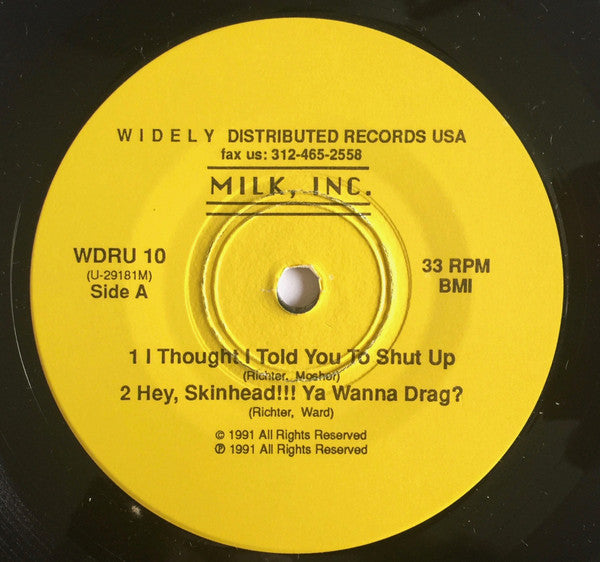 WIDELY DISTRIBUTED RECORDS USA
fax us: 312-465-2558
MILK, INC.
WDRU 10
(U-29181M)
Side A
33 RPM
BMI
1 I Thought I Told You To Shut Up
(Richter, Mosher)
2 Hey, Skinhead!!! Ya Wanna Drag?
(Richter, Ward)
© 1991 All Rights Reserved
℗ 1991 All Rights Reserved